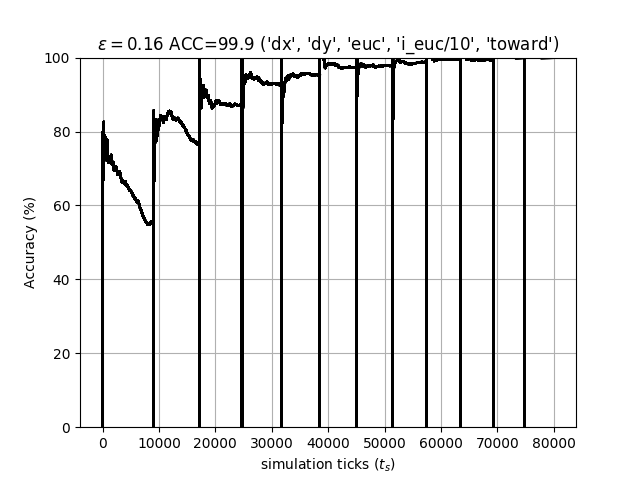 ε = 0.16 ACC=99.9 ('dx', 'dy', 'euc', 'i_euc/10', 'toward')
100
80
60
40
20
0
Accuracy (%)
0 10000 20000 30000 40000 50000 60000 70000 80000
simulation ticks (tₛ)